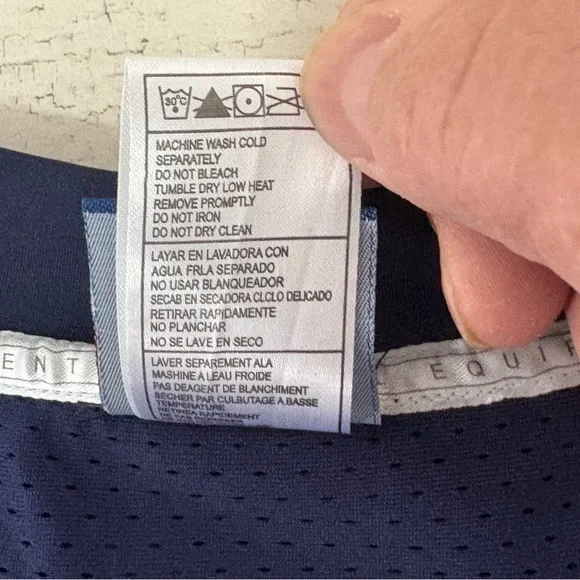 30°C
MACHINE WASH COLD
SEPARATELY
DO NOT BLEACH
TUMBLE DRY LOW HEAT
REMOVE PROMPTLY
DO NOT IRON
DO NOT DRY CLEAN
LAYAR EN LAVADORA CON
AGUA FRLA SEPARADO
NO USAR BLANQUEADOR
SECAB EN SECADORA CLCLO DELICADO
RETIRAR RAPIDAMENTE
NO PLANCHAR
NO SE LAVE EN SECO
LAVER SEPAREMENT ALA
MASHINE A LEAU FROIDE
PAS DEAGENT DE BLANCHIMENT
SECHER PAR CULBUTAGE A BASSE
TEMPERATURE
RETIREA RAPIDEMENT
ENT
L EQUIP